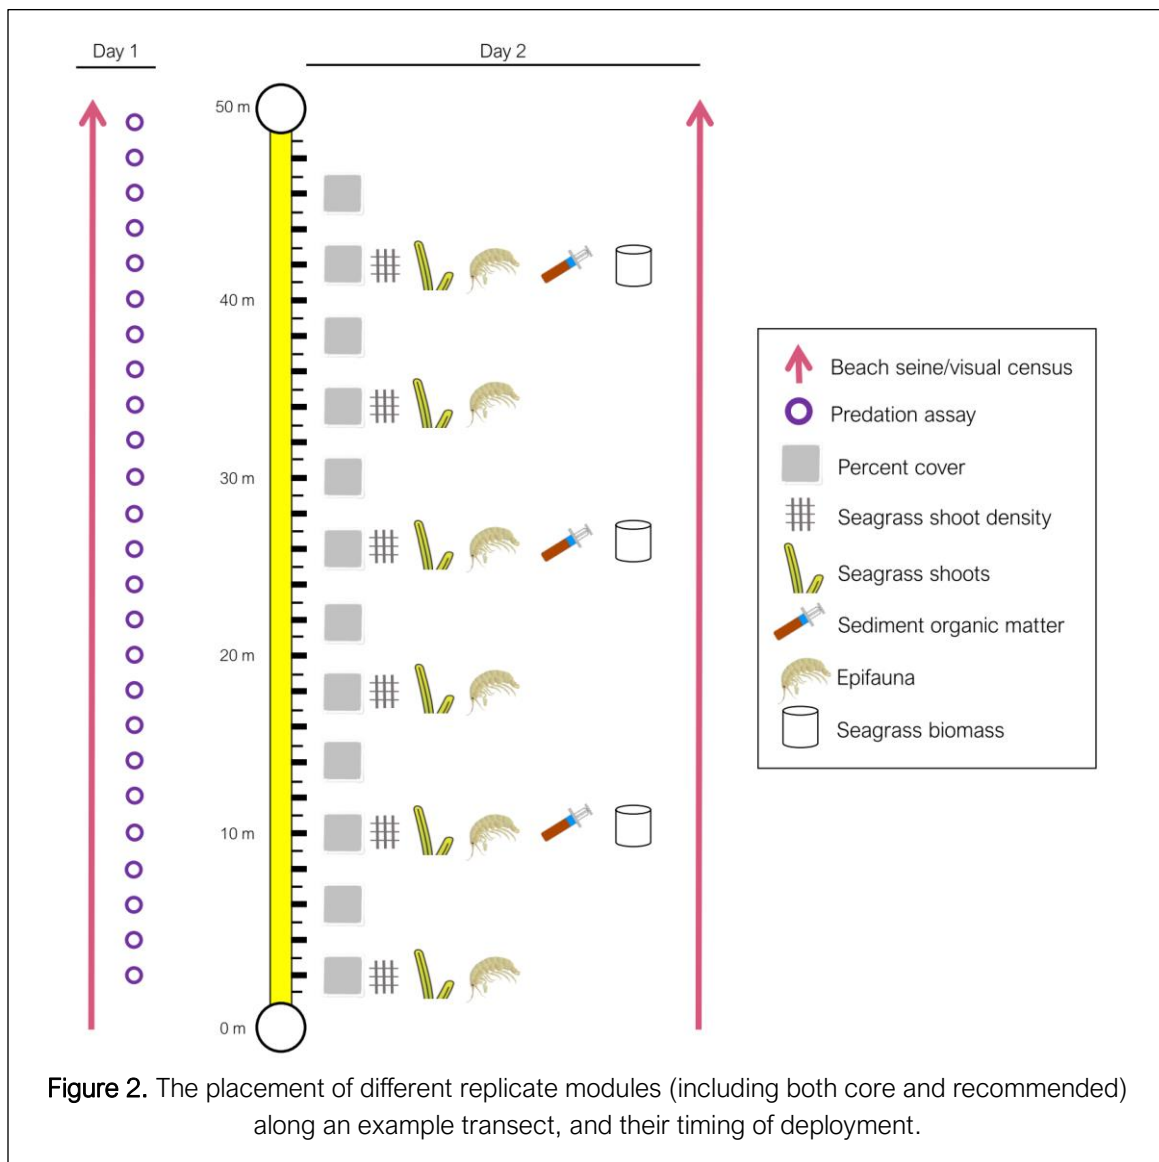 Day 1
Day 2
50 m
40 m
30 m
20 m
10 m
0 m
Beach seine/visual census
Predation assay
Percent cover
Seagrass shoot density
Seagrass shoots
Sediment organic matter
Epifauna
Seagrass biomass
Figure 2. The placement of different replicate modules (including both core and recommended)
along an example transect, and their timing of deployment.